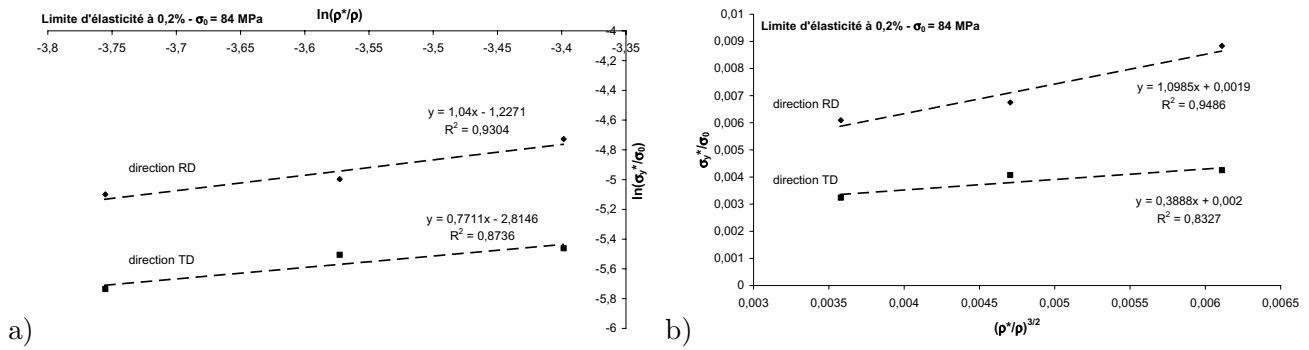 Limite d'élasticité à 0,2% - σ₀ = 84 MPa
ln(ρ*/ρ)
-3,8 -3,75 -3,7 -3,65 -3,6 -3,55 -3,5 -3,45 -3,4 -3,35
-4
-4,2
-4,4
-4,6
-4,8
-5
-5,2
-5,4
-5,6
-5,8
-6
ln(σy*/σ₀)
y = 1,04x - 1,2271
R² = 0,9304
direction RD
y = 0,7711x - 2,8146
R² = 0,8736
direction TD
a)
Limite d'élasticité à 0,2% - σ₀ = 84 MPa
0,01
0,009
0,008
0,007
0,006
0,005
0,004
0,003
0,002
0,001
0
σy*/σ₀
direction RD
y = 1,0985x + 0,0019
R² = 0,9486
direction TD
y = 0,3888x + 0,002
R² = 0,8327
0,003 0,0035 0,004 0,0045 0,005 0,0055 0,006 0,0065
(ρ*/ρ)³/²
b)